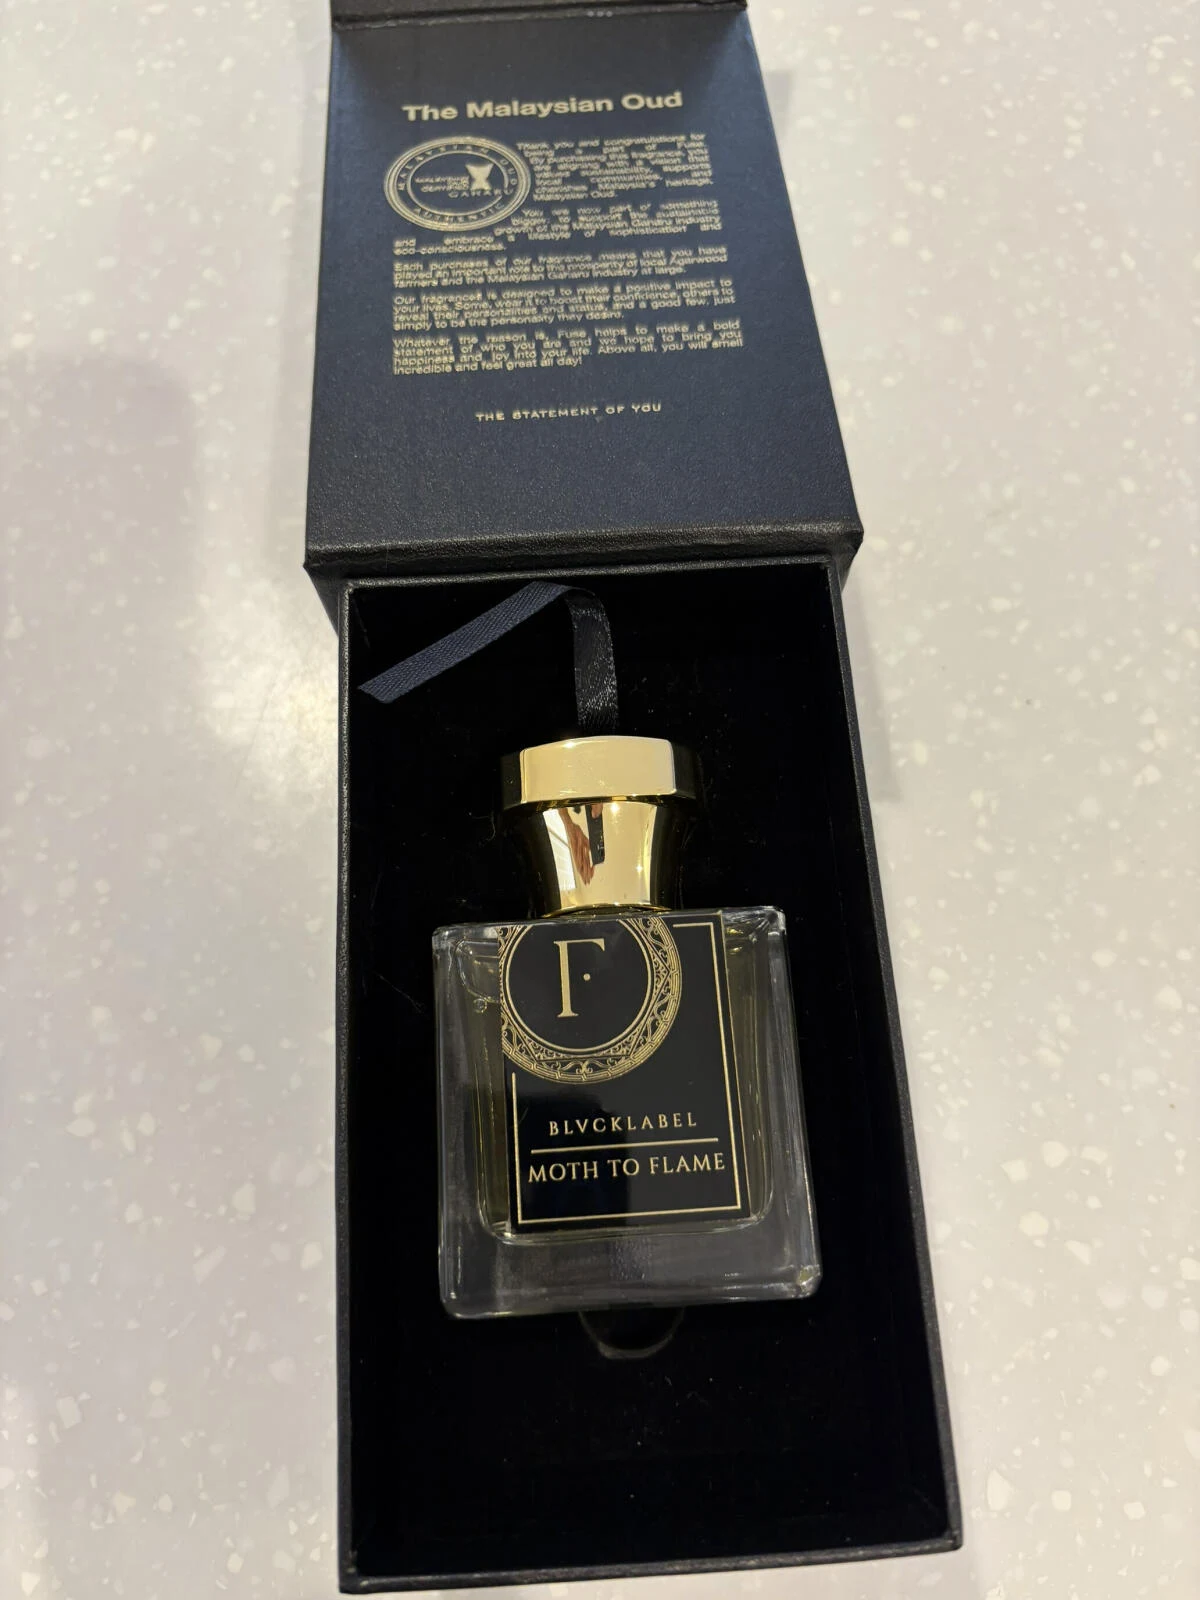 The Malaysian Oud
MALAYSIAN OUD
MALAYSIAN
OUD
CERTIFIED
GAHARU
AUTHENTIC
Thank you and congratulations for
being a part of Fuse.
By purchasing this fragrance, you
are aligning with a vision that
values sustainability, supports
local communities, and
cherishes Malaysia's heritage,
Malaysian Oud.
You are now part of something
bigger: to support the sustainable
growth of the Malaysian Gaharu industry
and embrace a lifestyle of sophistication and
eco-consciousness.
Each purchases of our fragrance means that you have
played an important role to the prosperity of local Agarwood
farmers and the Malaysian Gaharu industry at large.
Our fragrances is designed to make a positive impact to
your lives. Some, wear it to boost their confidence, others to
reveal their personalities and status, and a good few, just
simply to be the personality they desire.
Whatever the reason is, Fuse helps to make a bold
statement of who you are and we hope to bring you
happiness and joy into your life. Above all, you will smell
incredible and feel great all day!
THE STATEMENT OF YOU
F
BLVCKLABEL
MOTH TO FLAME